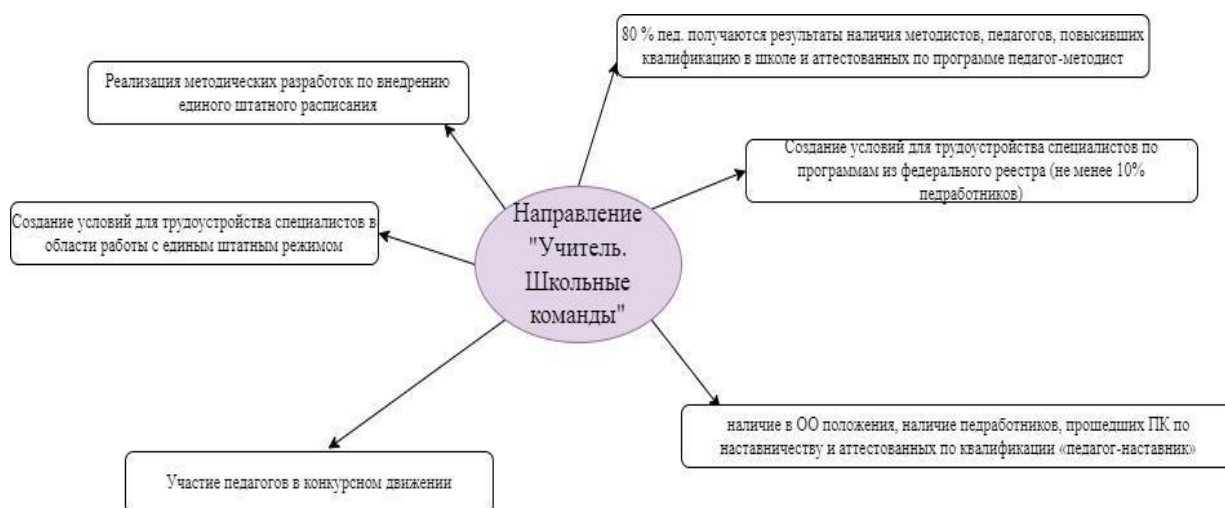 80 % пед. получаются результаты наличия методистов, педагогов, повысивших
квалификацию в школе и аттестованных по программе педагог-методист
Реализация методических разработок по внедрению
единого штатного расписания
Создание условий для трудоустройства специалистов по
программам из федерального реестра (не менее 10%
педработников)
Создание условий для трудоустройства специалистов в
области работы с единым штатным режимом
Направление
"Учитель.
Школьные
команды"
наличие в ОО положения, наличие педработников, прошедших ПК по
наставничеству и аттестованных по квалификации «педагог-наставник»
Участие педагогов в конкурсном движении